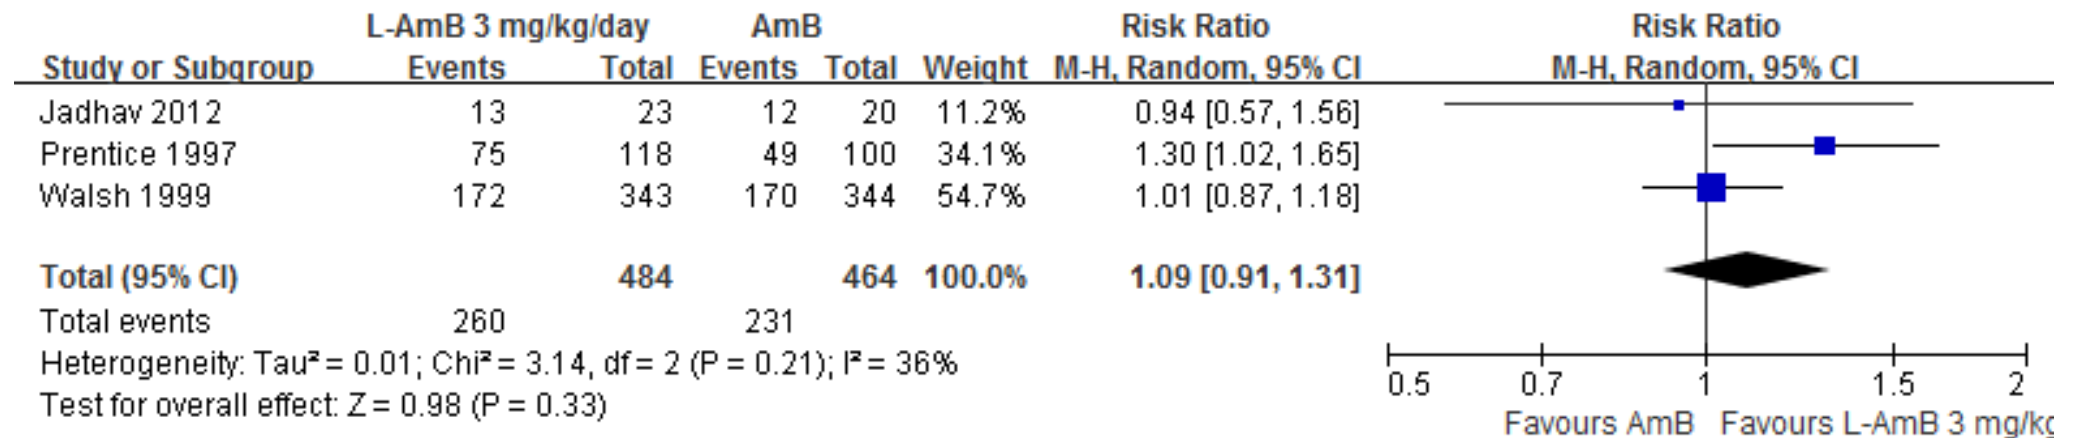 L-AmB 3 mg/kg/day AmB Risk Ratio Risk Ratio
Study or Subgroup Events Total Events Total Weight M-H, Random, 95% CI M-H, Random, 95% CI
Jadhav 2012 13 23 12 20 11.2% 0.94 [0.57, 1.56]
Prentice 1997 75 118 49 100 34.1% 1.30 [1.02, 1.65]
Walsh 1999 172 343 170 344 54.7% 1.01 [0.87, 1.18]
Total (95% CI) 484 464 100.0% 1.09 [0.91, 1.31]
Total events 260 231
Heterogeneity: Tau² = 0.01; Chi² = 3.14, df = 2 (P = 0.21); I² = 36%
Test for overall effect: Z = 0.98 (P = 0.33)
0.5 0.7 1 1.5 2
Favours AmB Favours L-AmB 3 mg/kg